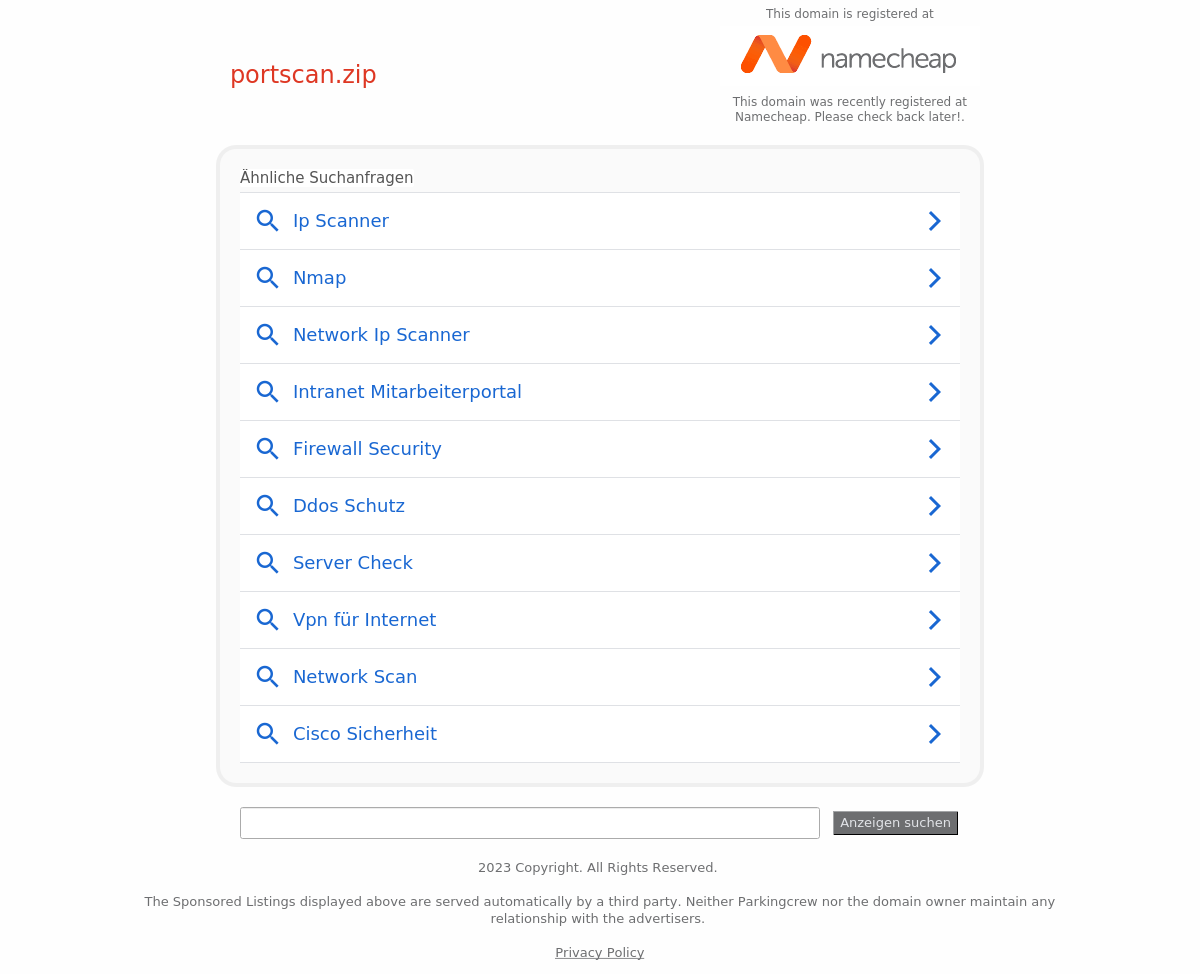 This domain is registered at
namecheap
portscan.zip
This domain was recently registered at
Namecheap. Please check back later!.
Ähnliche Suchanfragen
Ip Scanner
Nmap
Network Ip Scanner
Intranet Mitarbeiterportal
Firewall Security
Ddos Schutz
Server Check
Vpn für Internet
Network Scan
Cisco Sicherheit
Anzeigen suchen
2023 Copyright. All Rights Reserved.
The Sponsored Listings displayed above are served automatically by a third party. Neither Parkingcrew nor the domain owner maintain any
relationship with the advertisers.
Privacy Policy